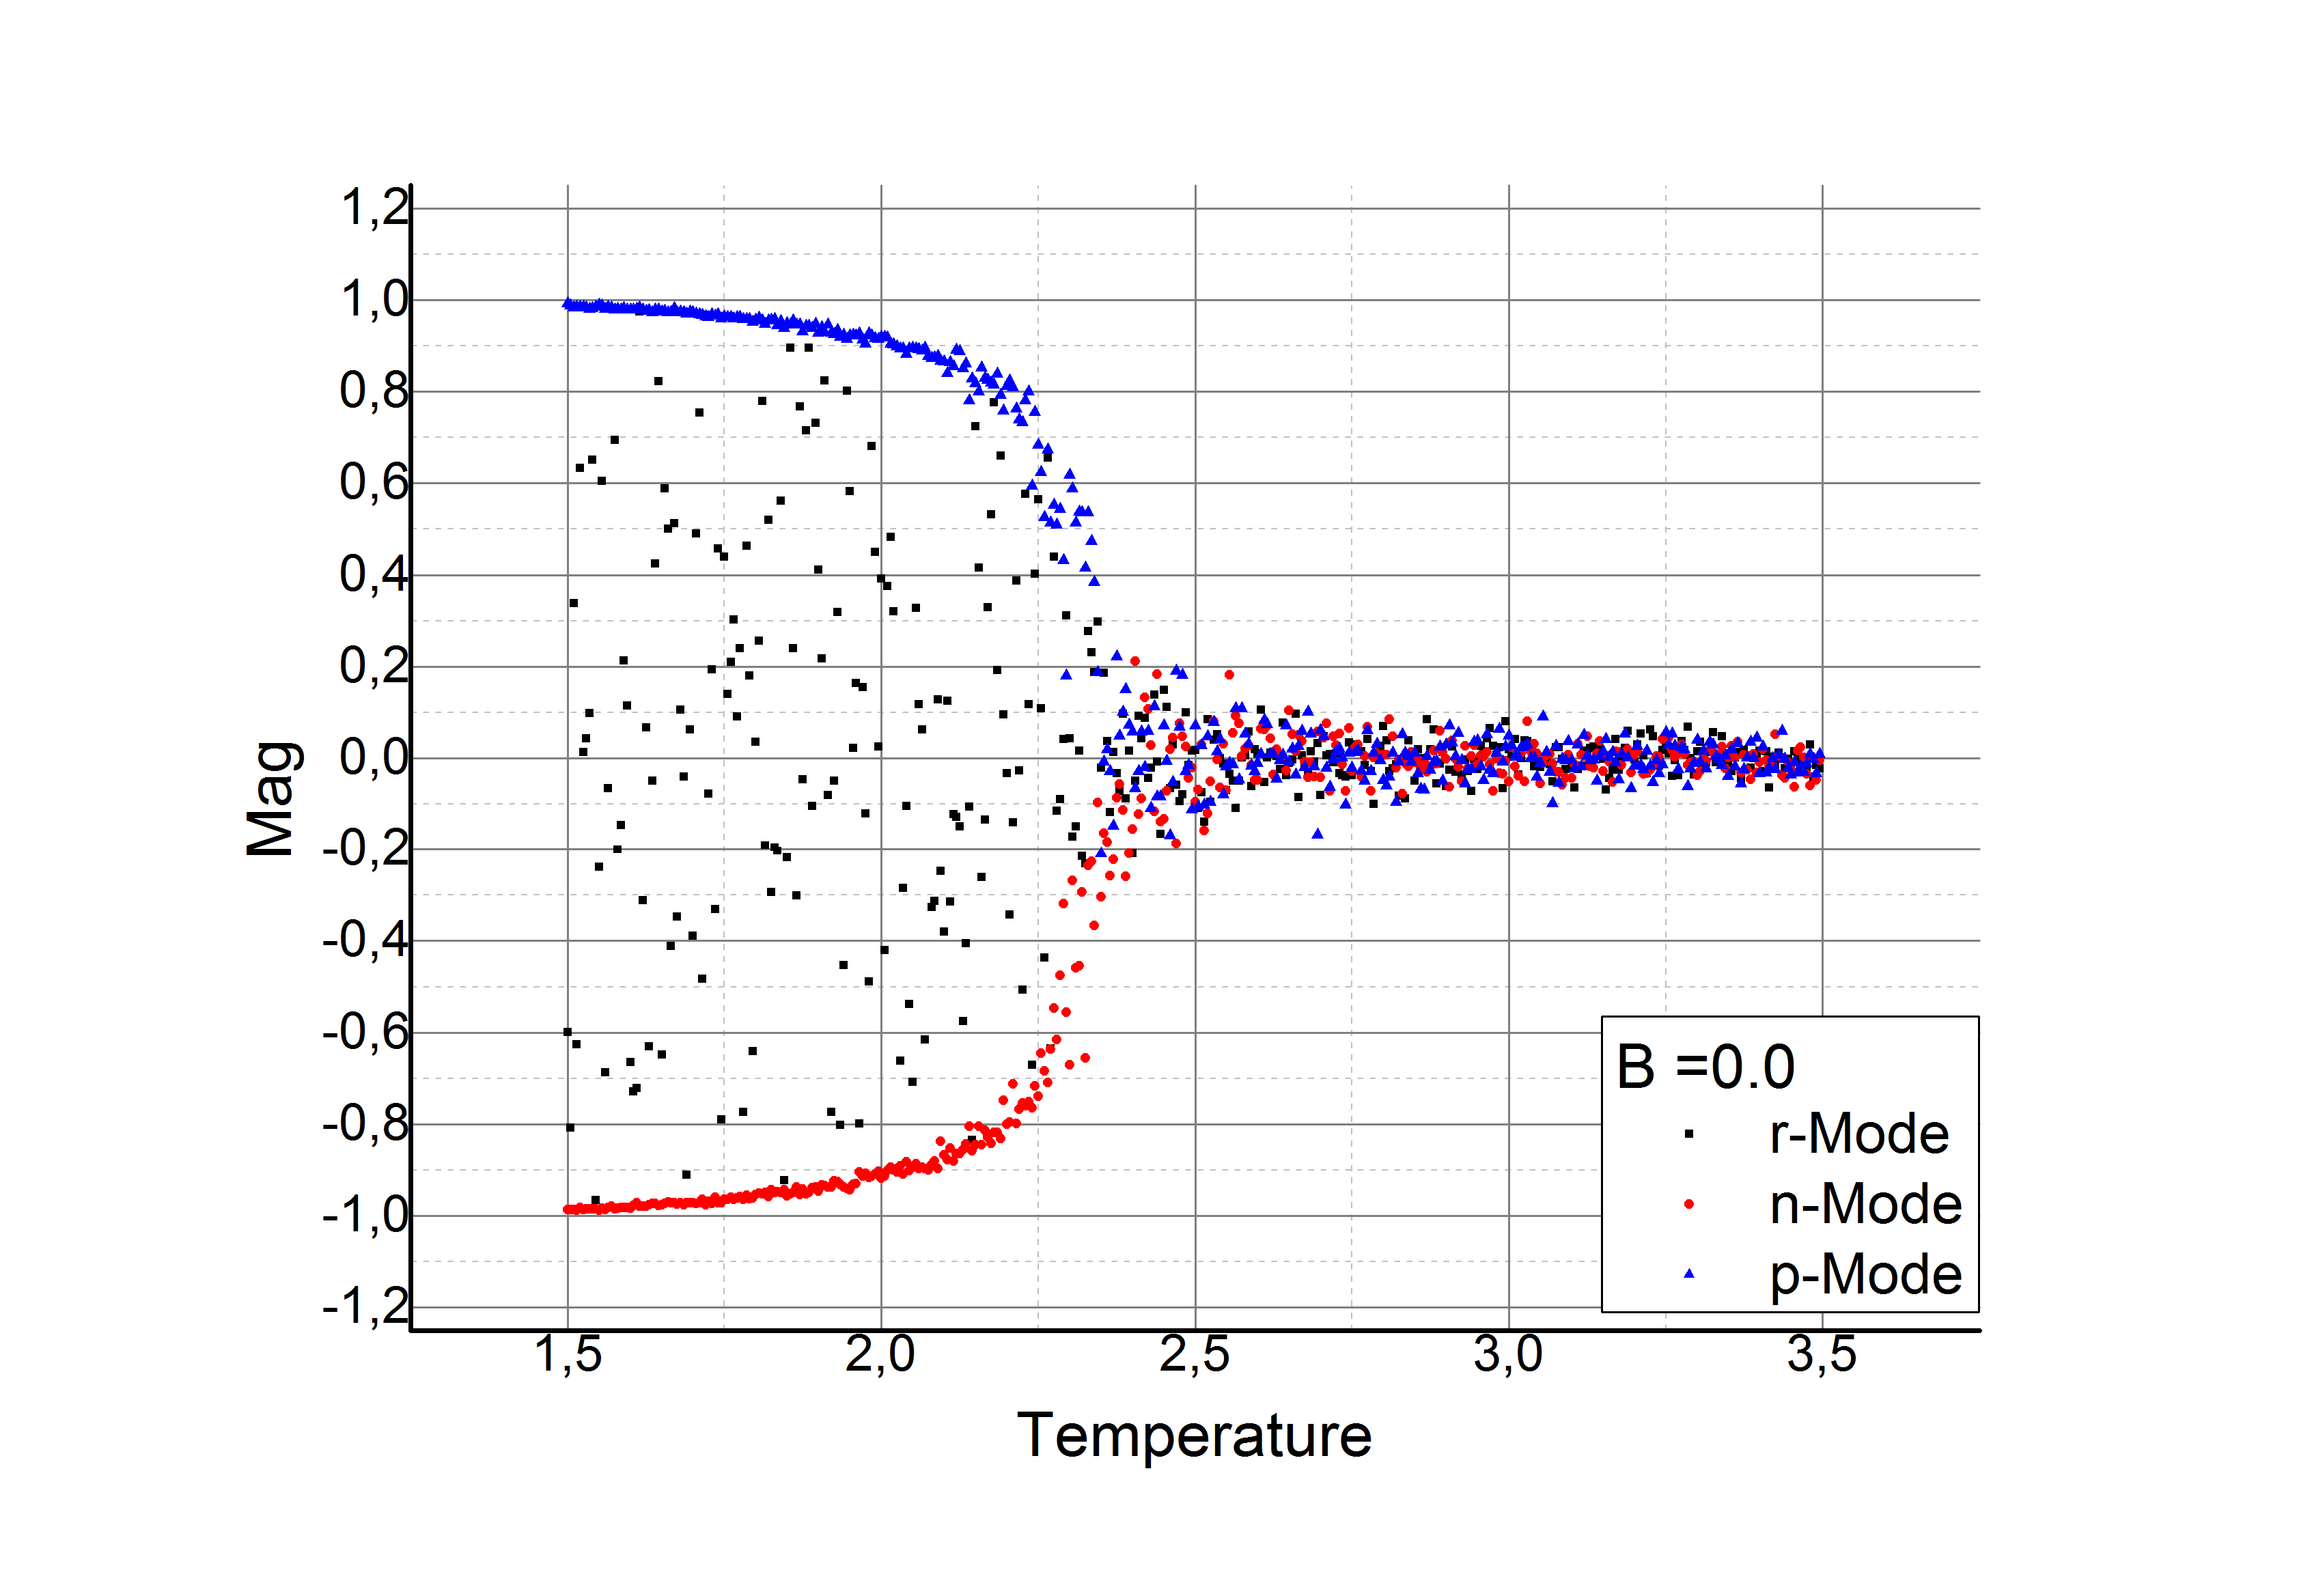 1,2
1,0
0,8
0,6
0,4
0,2
0,0
-0,2
-0,4
-0,6
-0,8
-1,0
-1,2
Mag
1,5 2,0 2,5 3,0 3,5
Temperature
B =0.0
r-Mode
n-Mode
p-Mode